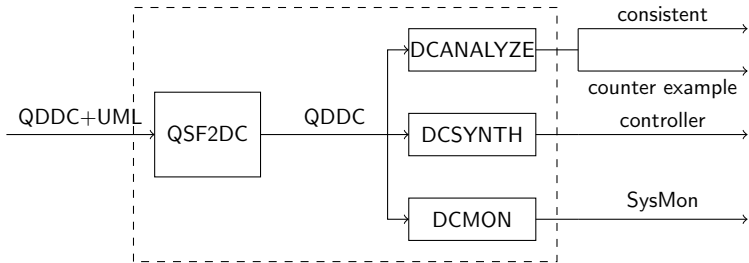 consistent
DCANALYZE
counter example
QDDC+UML
QSF2DC
QDDC
DCSYNTH
controller
DCMON
SysMon